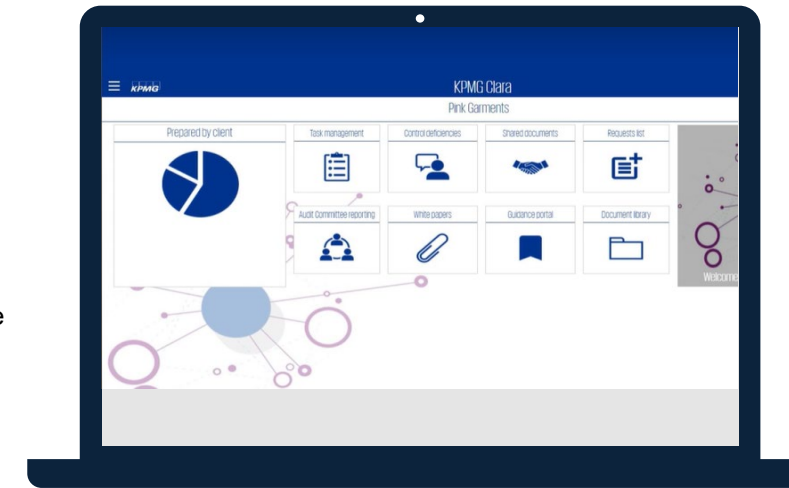 KPMG
KPMG Clara
Pink Garments
Prepared by client
Task management
Control deficiencies
Shared documents
Requests list
Audit Committee reporting
White papers
Guidance portal
Document library
Welcome
e